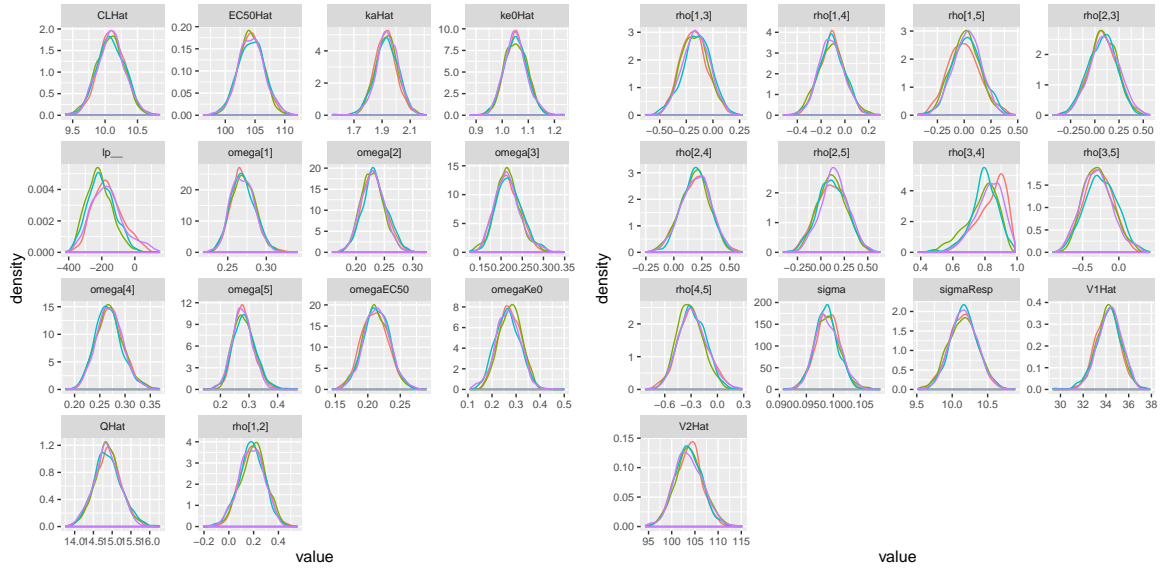 CLHat EC50Hat kaHat ke0Hat
2.0 1.5 1.0 0.5 0.0
0.20 0.15 0.10 0.05 0.00
4 2 0
10.0 7.5 5.0 2.5 0.0
9.5 10.0 10.5
100 105 110
1.7 1.9 2.1
0.9 1.0 1.1 1.2
lp__ omega[1] omega[2] omega[3]
0.004 0.002 0.000
20 10 0
20 15 10 5 0
15 10 5 0
-400 -200 0
0.25 0.30
0.20 0.25 0.30
0.15 0.20 0.25 0.30 0.35
omega[4] omega[5] omegaEC50 omegaKe0
15 10 5 0
12 9 6 3 0
20 15 10 5 0
8 6 4 2 0
0.20 0.25 0.30 0.35
0.2 0.3 0.4
0.15 0.20 0.25
0.1 0.2 0.3 0.4 0.5
QHat rho[1,2]
1.2 0.8 0.4 0.0
4 3 2 1 0
14.0 14.5 15.0 15.5 16.0
-0.2 0.0 0.2 0.4
density
value
rho[1,3] rho[1,4] rho[1,5] rho[2,3]
3 2 1 0
4 3 2 1 0
3 2 1 0
2 1 0
-0.50 -0.25 0.00 0.25
-0.4 -0.2 0.0 0.2
-0.25 0.00 0.25 0.50
-0.25 0.00 0.25 0.50
rho[2,4] rho[2,5] rho[3,4] rho[3,5]
3 2 1 0
3 2 1 0
4 2 0
1.5 1.0 0.5 0.0
-0.25 0.00 0.25 0.50
-0.25 0.00 0.25 0.50
0.4 0.6 0.8 1.0
-0.5 0.0
rho[4,5] sigma sigmaResp V1Hat
2 1 0
200 150 100 50 0
2.0 1.5 1.0 0.5 0.0
0.4 0.3 0.2 0.1 0.0
-0.6 -0.3 0.0 0.3
0.090 0.095 0.100 0.105
9.5 10.0 10.5
30 32 34 36 38
V2Hat
0.15 0.10 0.05 0.00
95 100 105 110 115
density
value